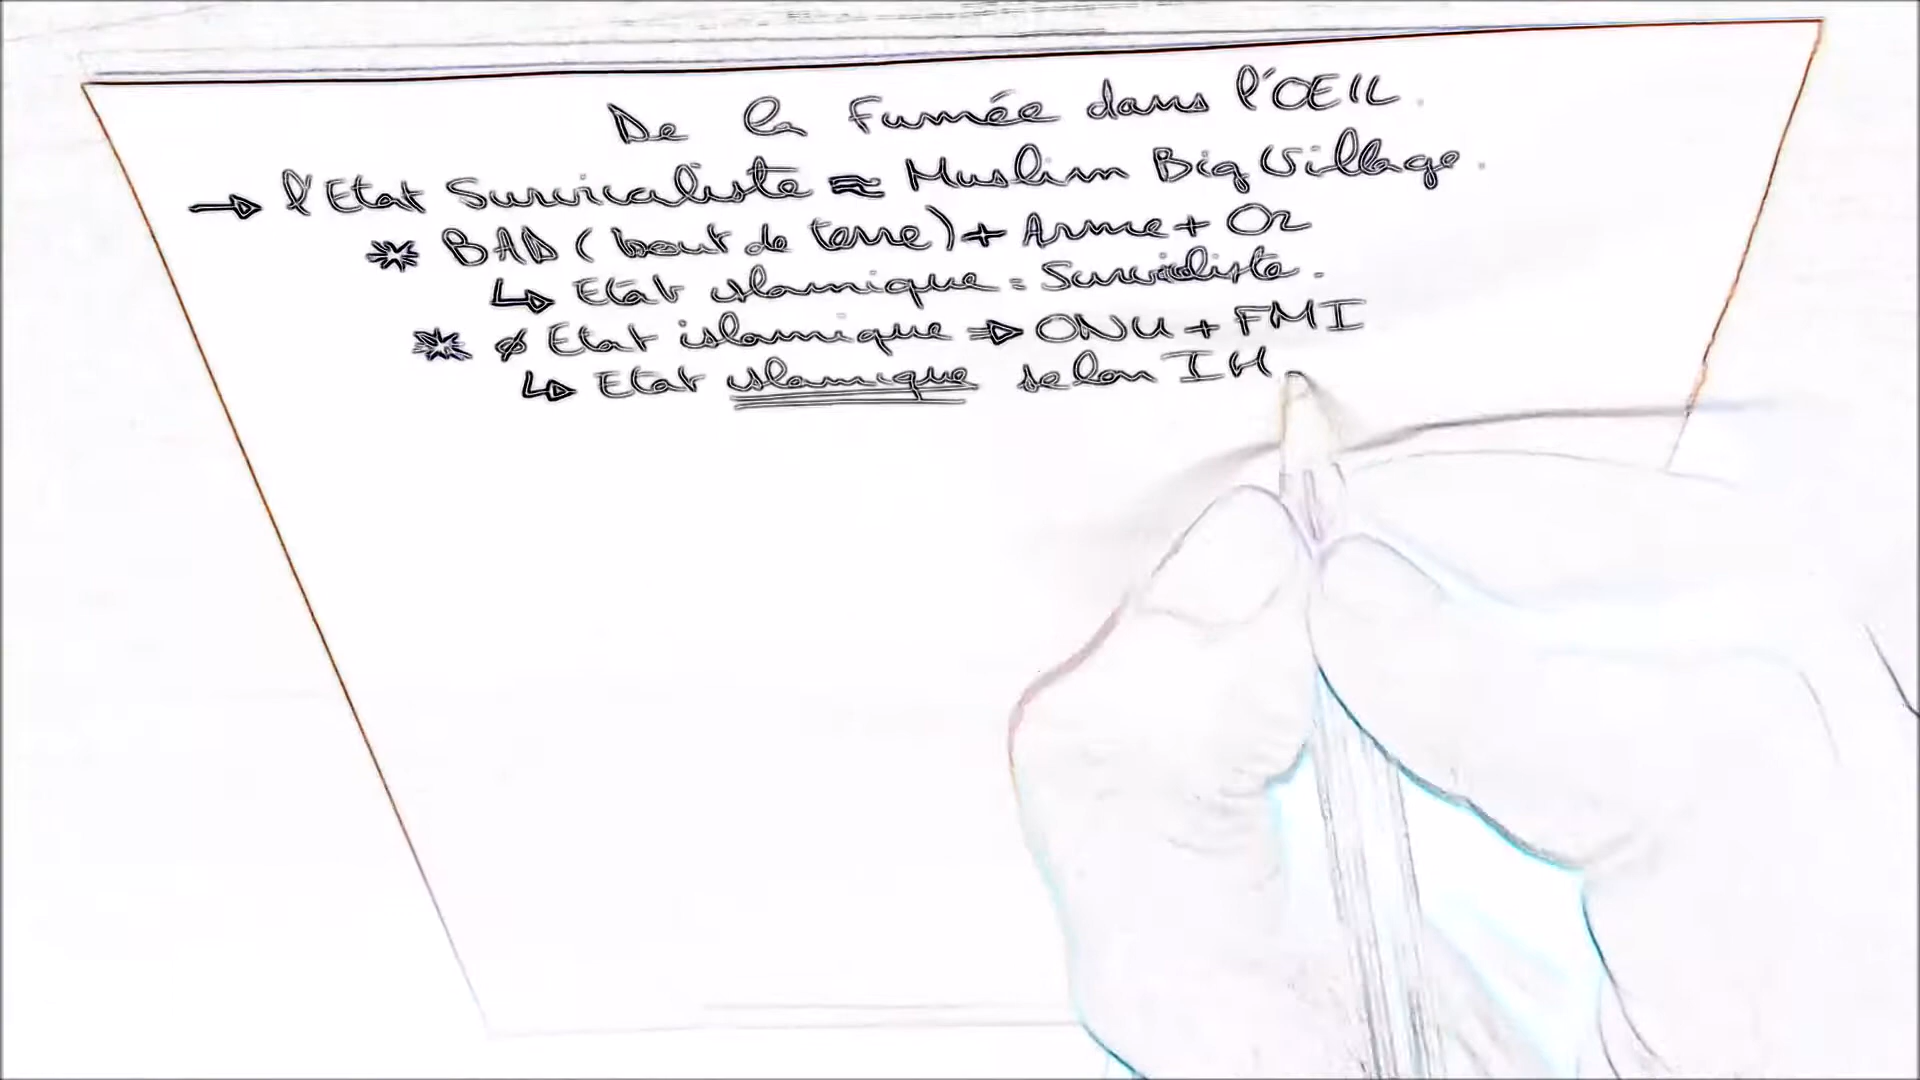 De la Fumée dans l'OEIL.
→ l'Etat Survivaliste ≈ Muslim Big Village.
* BAD (bout de terre) + Arme + Or
↳ Etat islamique = Survivaliste.
* ∅ Etat islamique ⇒ ONU + FMI
↳ Etat islamique selon IH